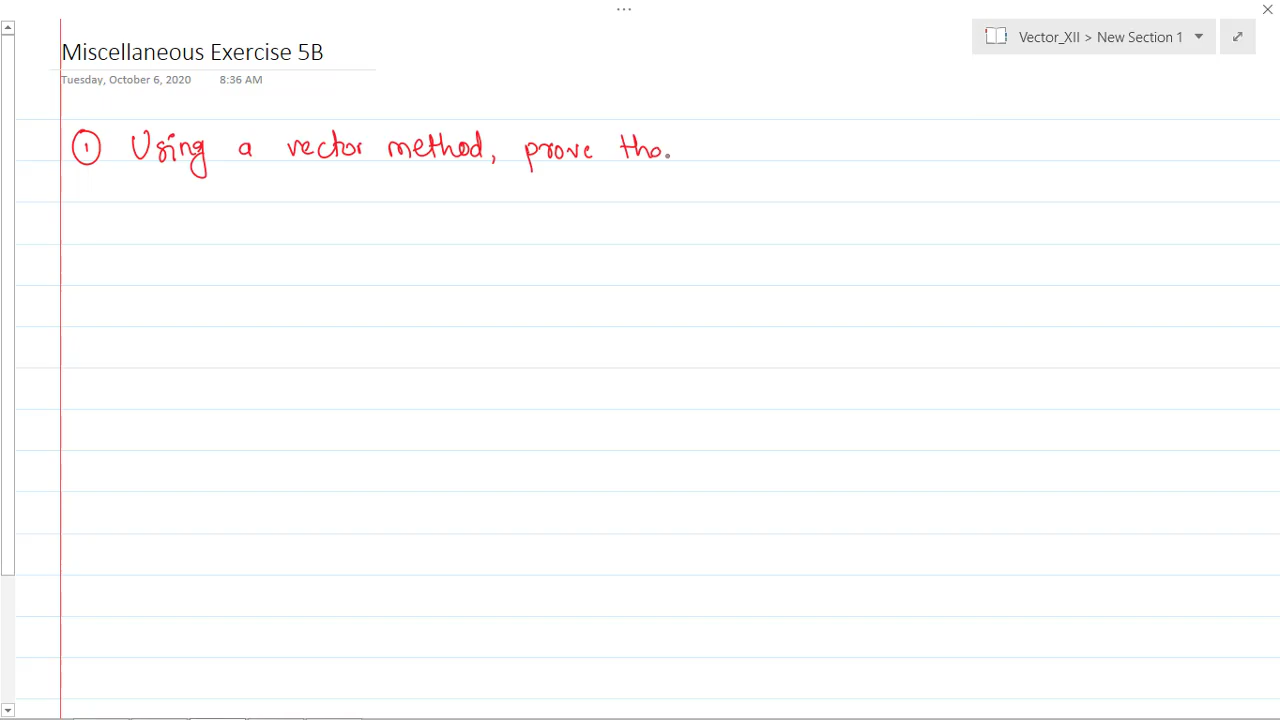 ...
Vector_XII > New Section 1
Miscellaneous Exercise 5B
Tuesday, October 6, 2020 8:36 AM
① Using a vector method, prove tha